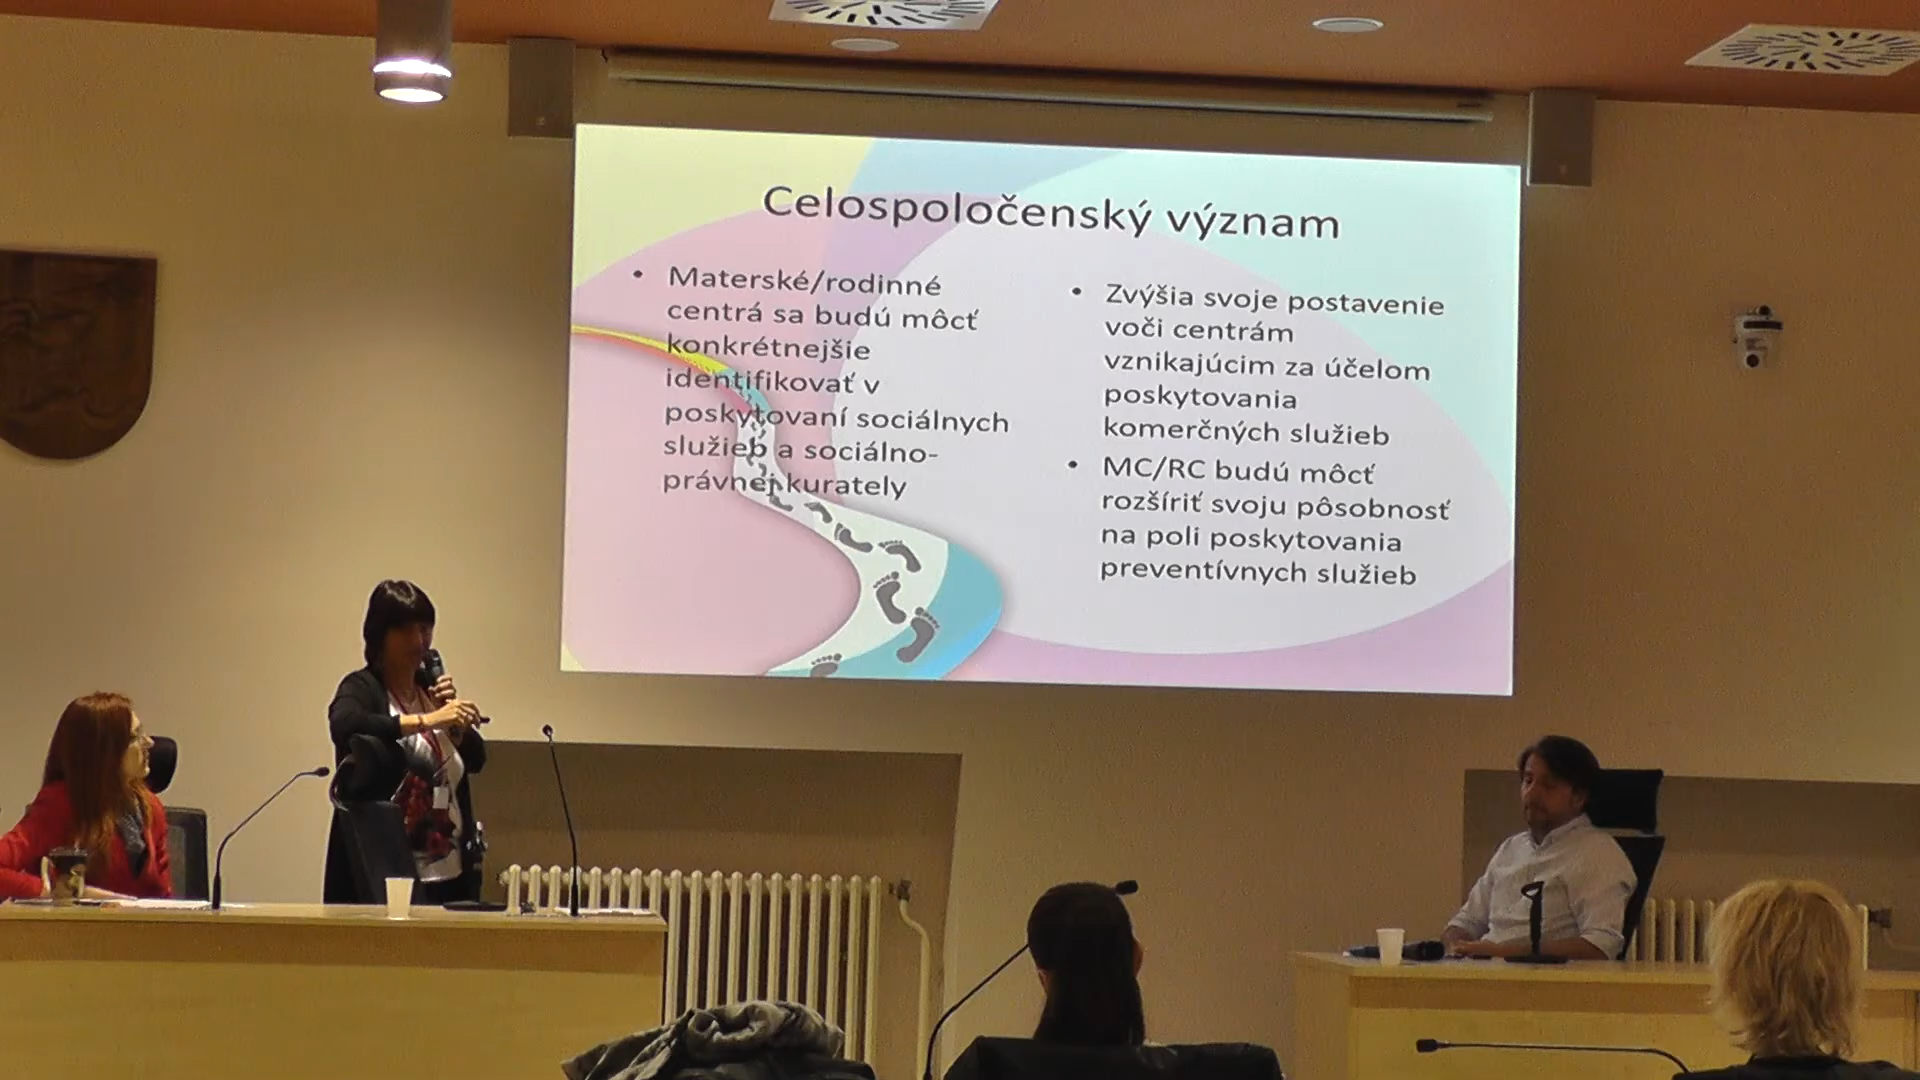 Celospoločenský význam
• Materské/rodinné
centrá sa budú môcť
konkrétnejšie
identifikovať v
poskytovaní sociálnych
služieb a sociálno-
právnej kurately
• Zvýšia svoje postavenie
voči centrám
vznikajúcim za účelom
poskytovania
komerčných služieb
• MC/RC budú môcť
rozšíriť svoju pôsobnosť
na poli poskytovania
preventívnych služieb